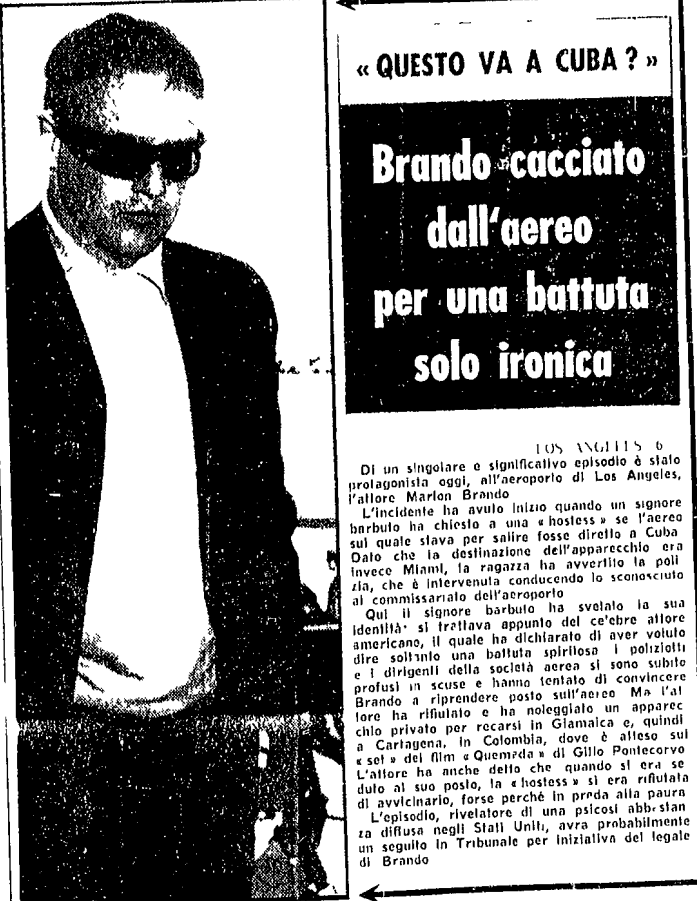 « QUESTO VA A CUBA ? »
Brando cacciato
dall'aereo
per una battuta
solo ironica
LOS ANGELES 6
Di un singolare e significativo episodio è stato
protagonista oggi, all'aeroporto di Los Angeles,
l'attore Marlon Brando
L'incidente ha avuto inizio quando un signore
barbuto ha chiesto a una « hostess » se l'aereo
sul quale stava per salire fosse diretto a Cuba
Dato che la destinazione dell'apparecchio era
invece Miami, la ragazza ha avvertito la poli
zia, che è intervenuta conducendo lo sconosciuto
al commissariato dell'aeroporto
Qui il signore barbuto ha svelato la sua
identità: si trattava appunto del ce'ebre attore
americano, il quale ha dichiarato di aver voluto
dire soltanto una battuta spiritosa I poliziotti
e i dirigenti della società aerea si sono subito
profusi in scuse e hanno tentato di convincere
Brando a riprendere posto sull'aereo Ma l'at
tore ha rifiutato e ha noleggiato un apparec
chio privato per recarsi in Giamaica e, quindi
a Cartagena, in Colombia, dove è atteso sul
« set » del film « Quemada » di Gillo Pontecorvo
L'attore ha anche detto che quando si era se
duto al suo posto, la « hostess » si era rifiutata
di avvicinarlo, forse perché in preda alla paura
L'episodio, rivelatore di una psicosi abbastan
za diffusa negli Stati Uniti, avra probabilmente
un seguito in Tribunale per iniziativa del legale
di Brando